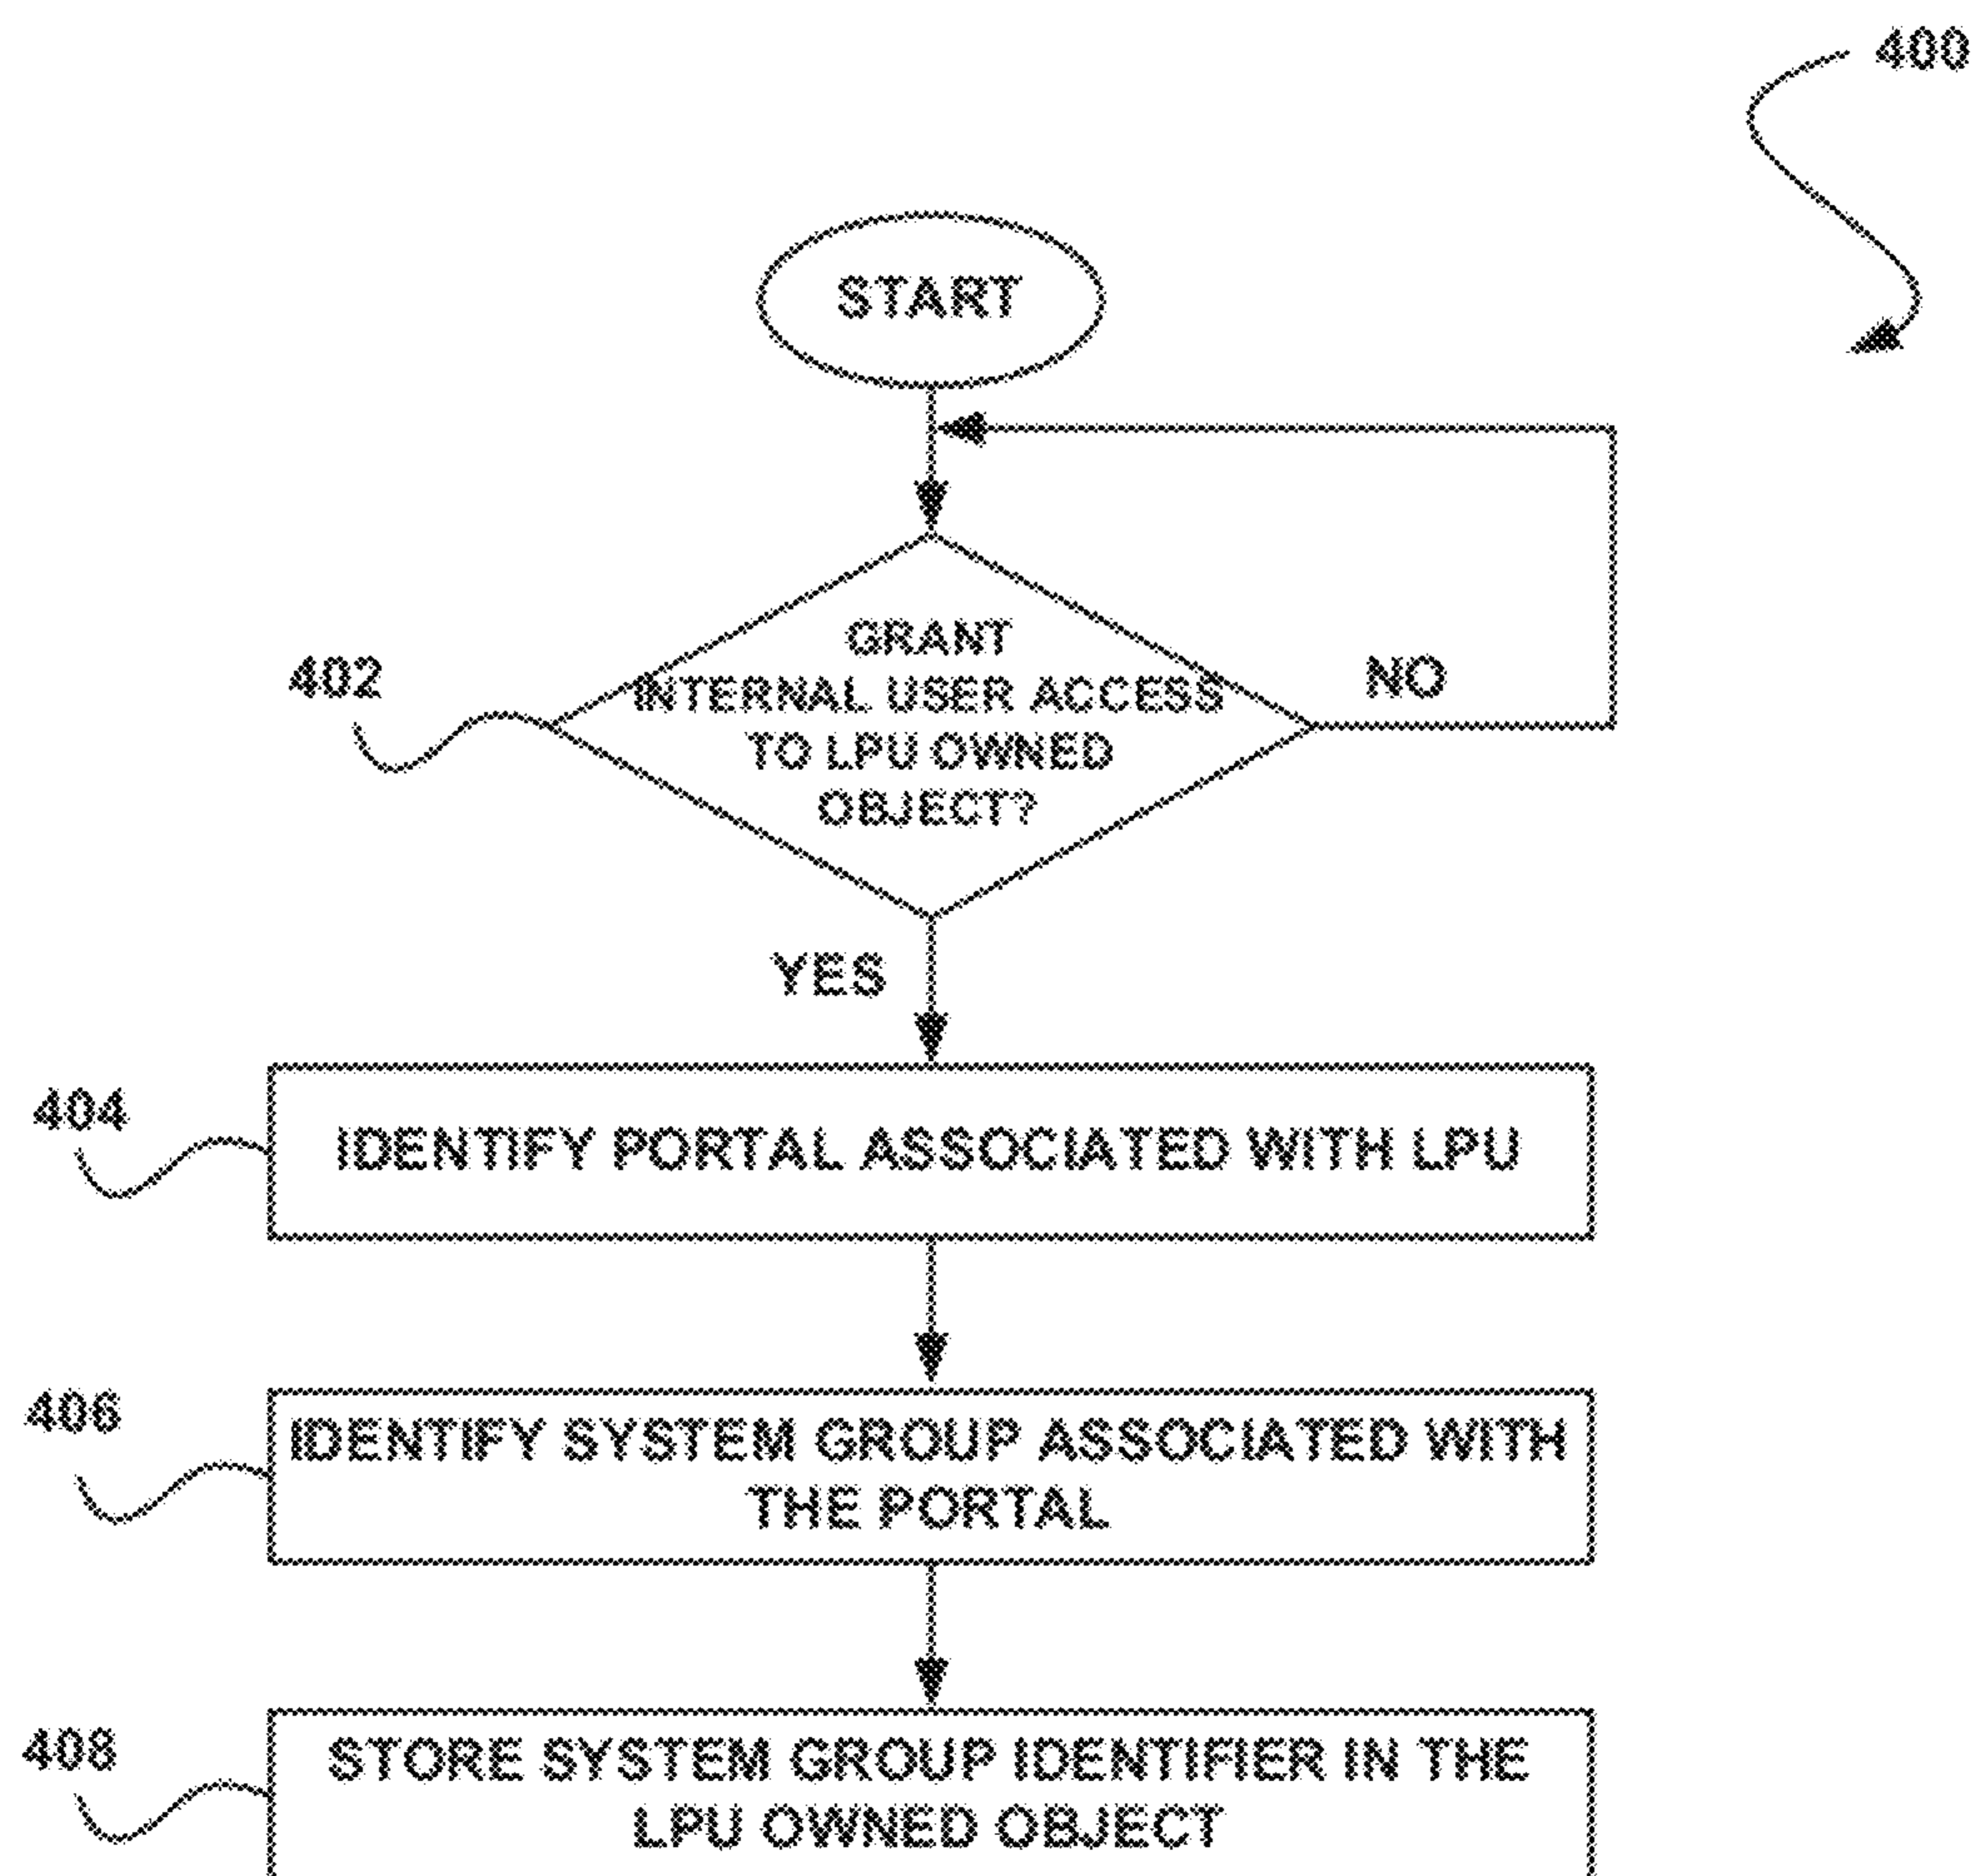 400
START
GRANT
INTERNAL USER ACCESS
TO LPU OWNED
OBJECT?
402
NO
YES
404
IDENTIFY PORTAL ASSOCIATED WITH LPU
406
IDENTIFY SYSTEM GROUP ASSOCIATED WITH
THE PORTAL
408
STORE SYSTEM GROUP IDENTIFIER IN THE
LPU OWNED OBJECT